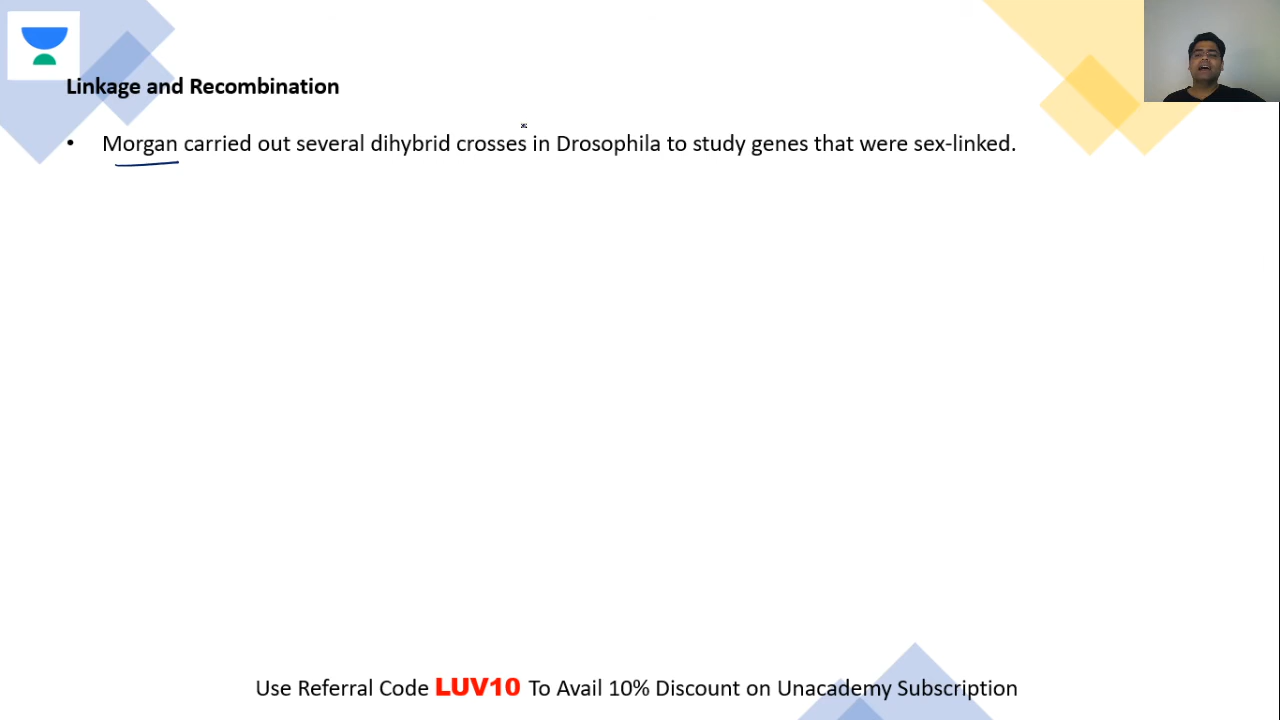 Linkage and Recombination
• Morgan carried out several dihybrid crosses in Drosophila to study genes that were sex-linked.
Use Referral Code LUV10 To Avail 10% Discount on Unacademy Subscription